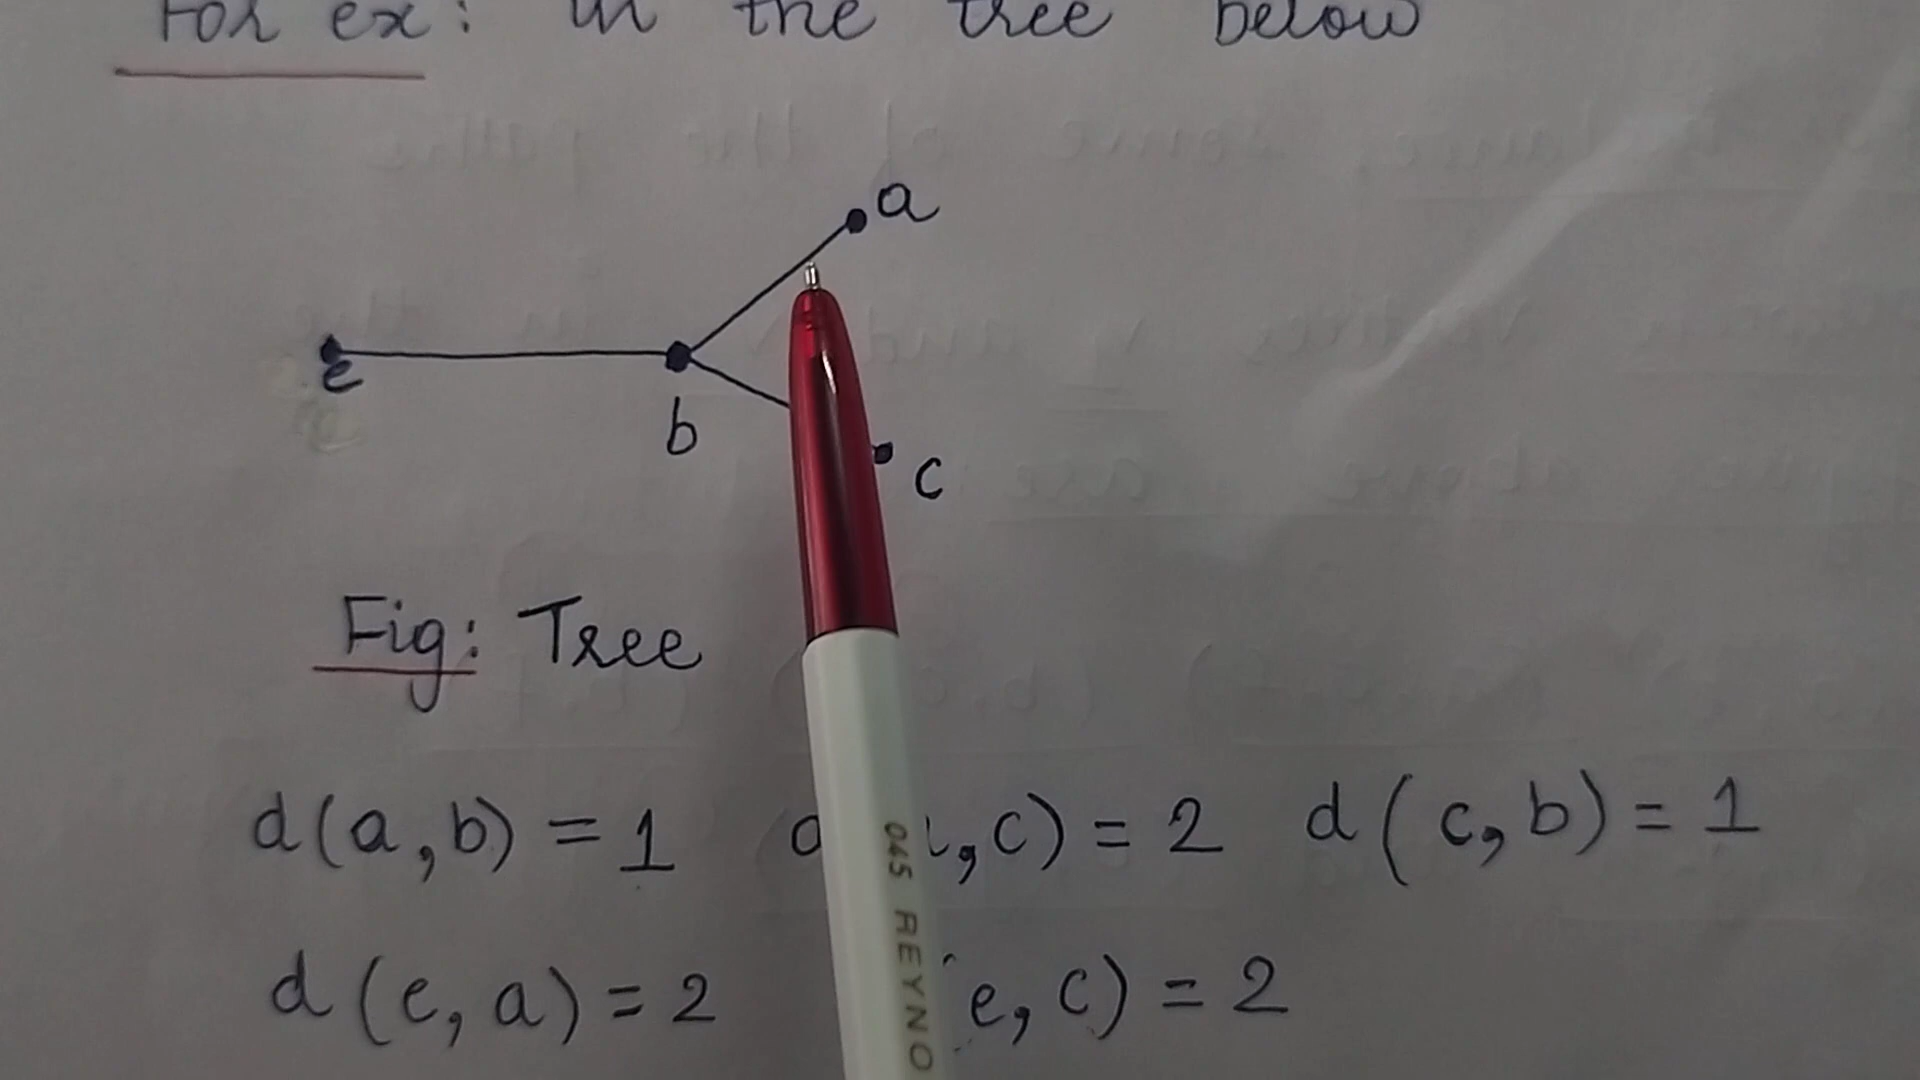 For ex: in the tree below
a
e
b
c
Fig: Tree
d(a,b) = 1 ,c) = 2 d(c,b) = 1
d(e,a) = 2 e,c) = 2
045 REYNO